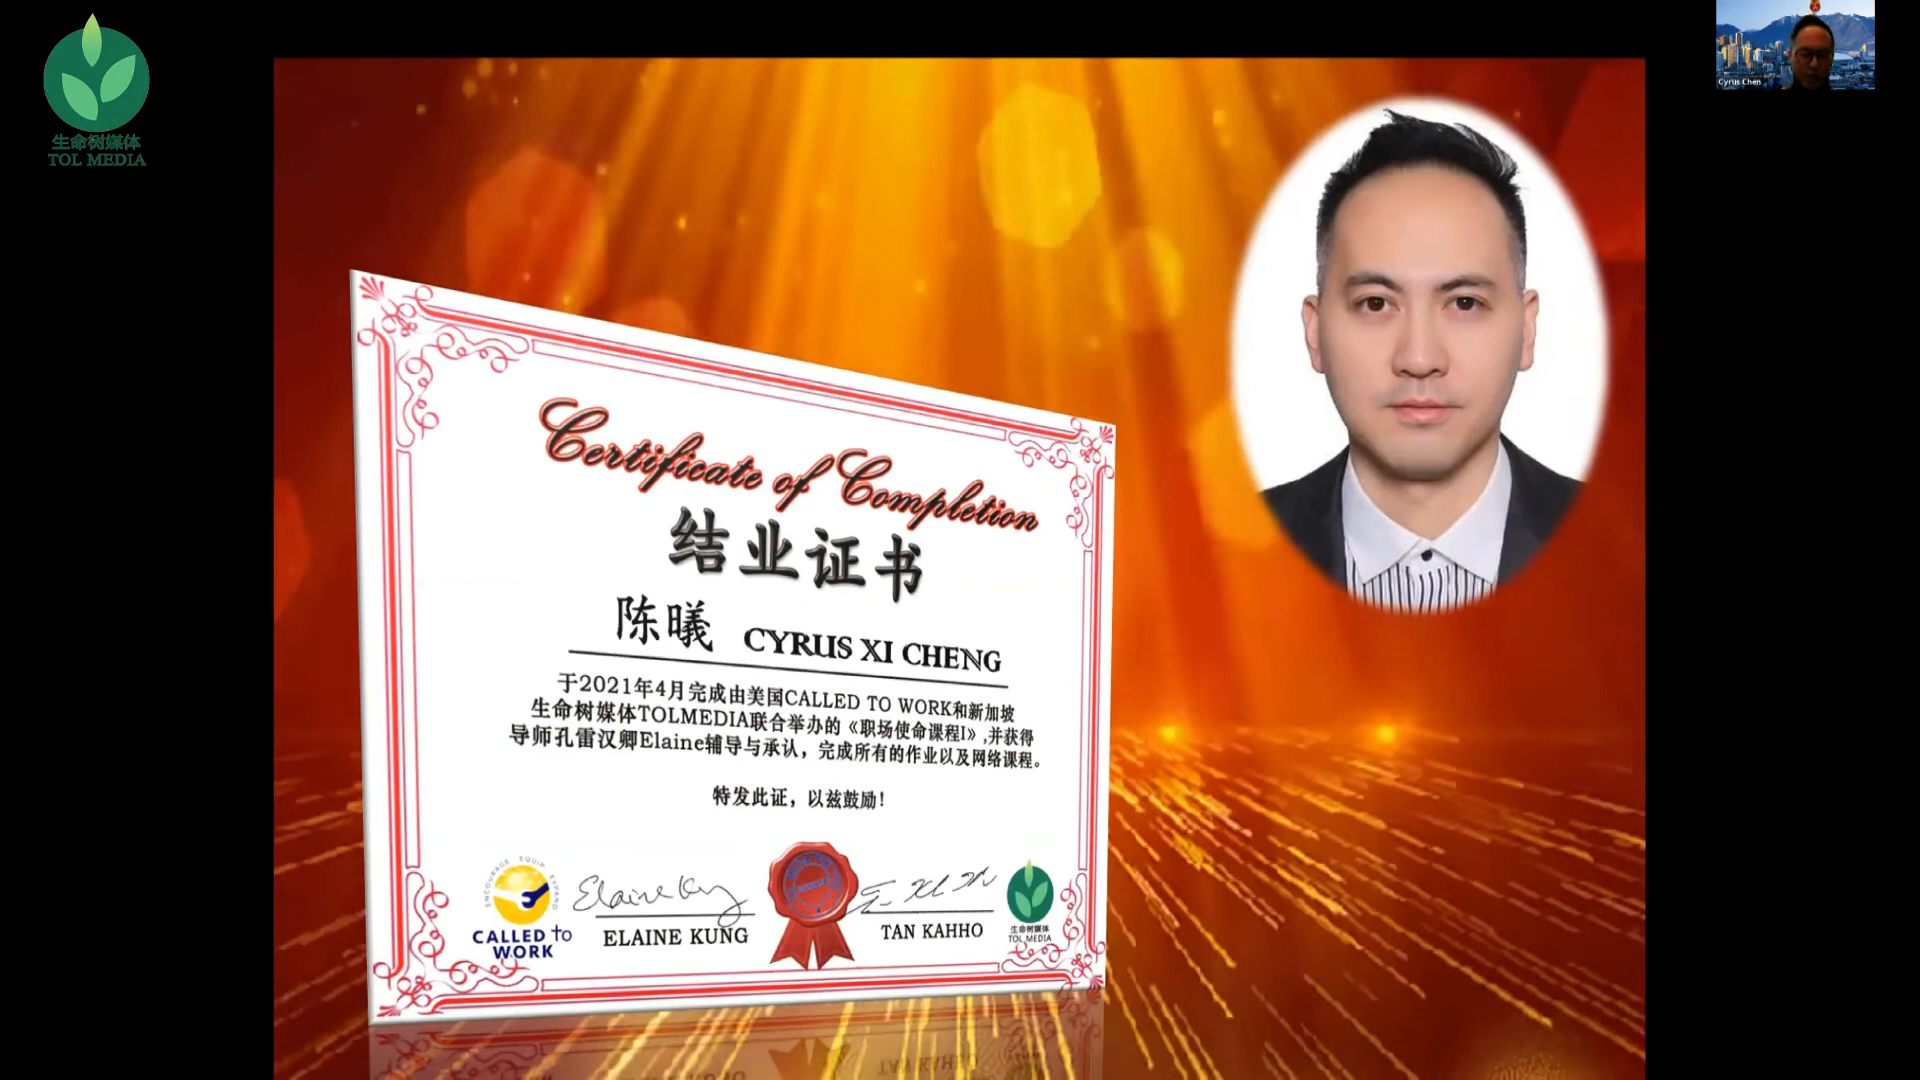 生命树媒体
TOL MEDIA
Cyrus Chen
Certificate of Completion
结业证书
陈曦 CYRUS XI CHENG
于2021年4月完成由美国CALLED TO WORK和新加坡
生命树媒体TOLMEDIA联合举办的《职场使命课程I》,并获得
导师孔雷汉卿Elaine辅导与承认，完成所有的作业以及网络课程。
特发此证，以兹鼓励！
ENCOURAGE EQUIP EXPAND
CALLED to
WORK
Elaine Kung
ELAINE KUNG
TAN KAHHO
生命树媒体
TOL MEDIA